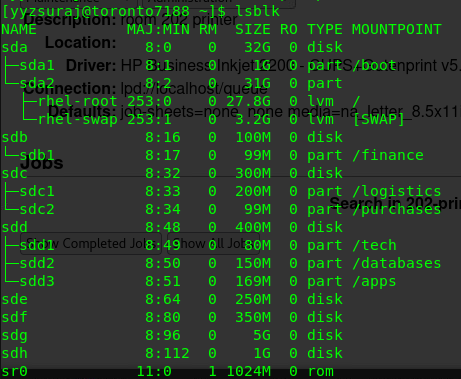 [yyzsuraj@toronto7188 ~]$ lsblk
Description: room 202 printer
NAME MAJ:MIN RM SIZE RO TYPE MOUNTPOINT
Location:
sda 8:0 0 32G 0 disk
├─sda1 8:1 0 1G 0 part /boot
Driver: HP Business Inkjet
sda2 8:2 0 31G 0 part
Connection: lpd://localhost/queue
├─rhel-root 253:0 0 27.8G 0 lvm /
Defaults: job-sheets=none, none media=na_letter_8.5x11
└─rhel-swap 253:1 0 3.2G 0 lvm [SWAP]
sdb 8:16 0 100M 0 disk
└─sdb1 8:17 0 99M 0 part /finance
Jobs
sdc 8:32 0 300M 0 disk
├─sdc1 8:33 0 200M 0 part /logistics
Search in 202-pri
└─sdc2 8:34 0 99M 0 part /purchases
sdd 8:48 0 400M 0 disk
├─sdd1 8:49 0 80M 0 part /tech
Show Completed Jobs Show All Jobs
├─sdd2 8:50 0 150M 0 part /databases
└─sdd3 8:51 0 169M 0 part /apps
sde 8:64 0 250M 0 disk
sdf 8:80 0 350M 0 disk
sdg 8:96 0 5G 0 disk
sdh 8:112 0 1G 0 disk
sr0 11:0 1 1024M 0 rom